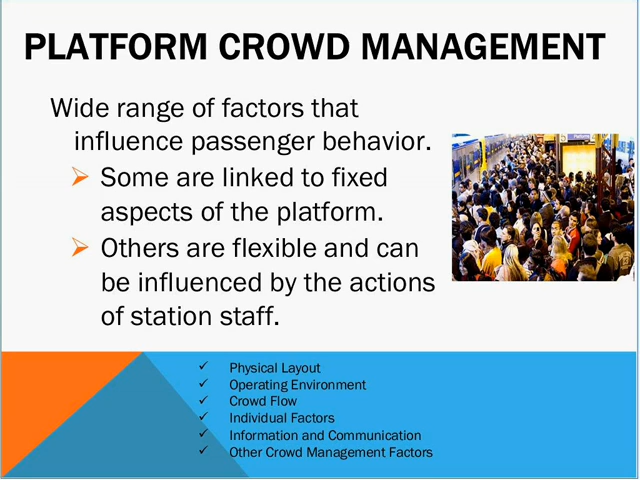 PLATFORM CROWD MANAGEMENT
Wide range of factors that
influence passenger behavior.
Some are linked to fixed
aspects of the platform.
Others are flexible and can
be influenced by the actions
of station staff.
Physical Layout
Operating Environment
Crowd Flow
Individual Factors
Information and Communication
Other Crowd Management Factors